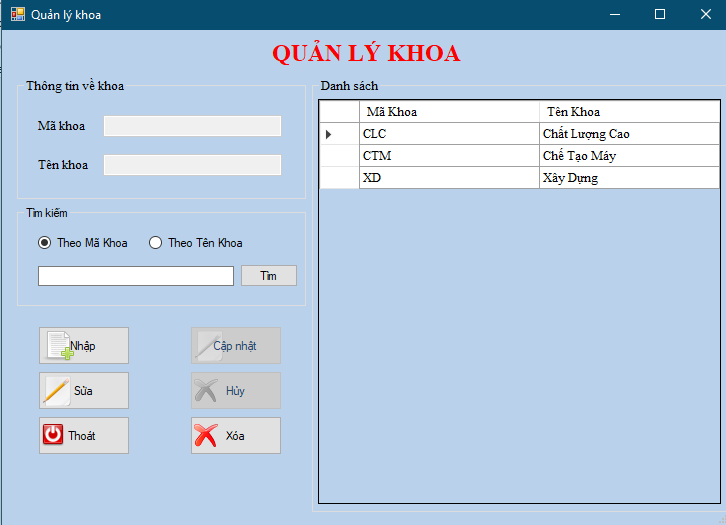 Quản lý khoa
QUẢN LÝ KHOA
Thông tin về khoa
Mã khoa
Tên khoa
Tìm kiếm
Theo Mã Khoa Theo Tên Khoa
Tìm
Nhập Cập nhật
Sửa Hủy
Thoát Xóa
Danh sách
Mã Khoa Tên Khoa
CLC Chất Lượng Cao
CTM Chế Tạo Máy
XD Xây Dựng